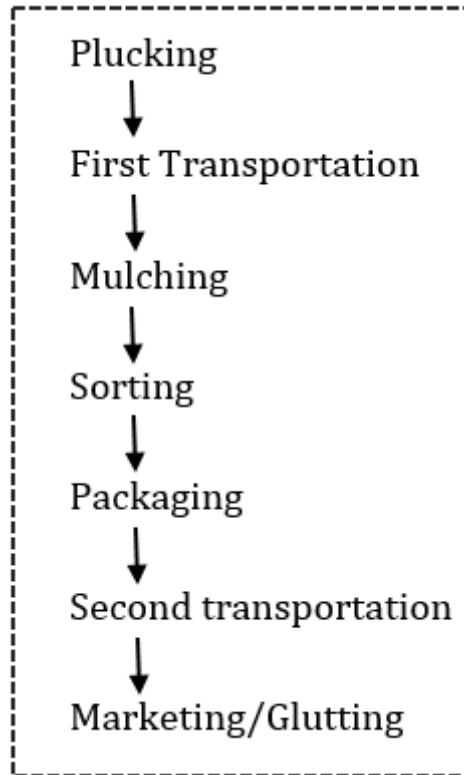 Plucking
First Transportation
Mulching
Sorting
Packaging
Second transportation
Marketing/Glutting